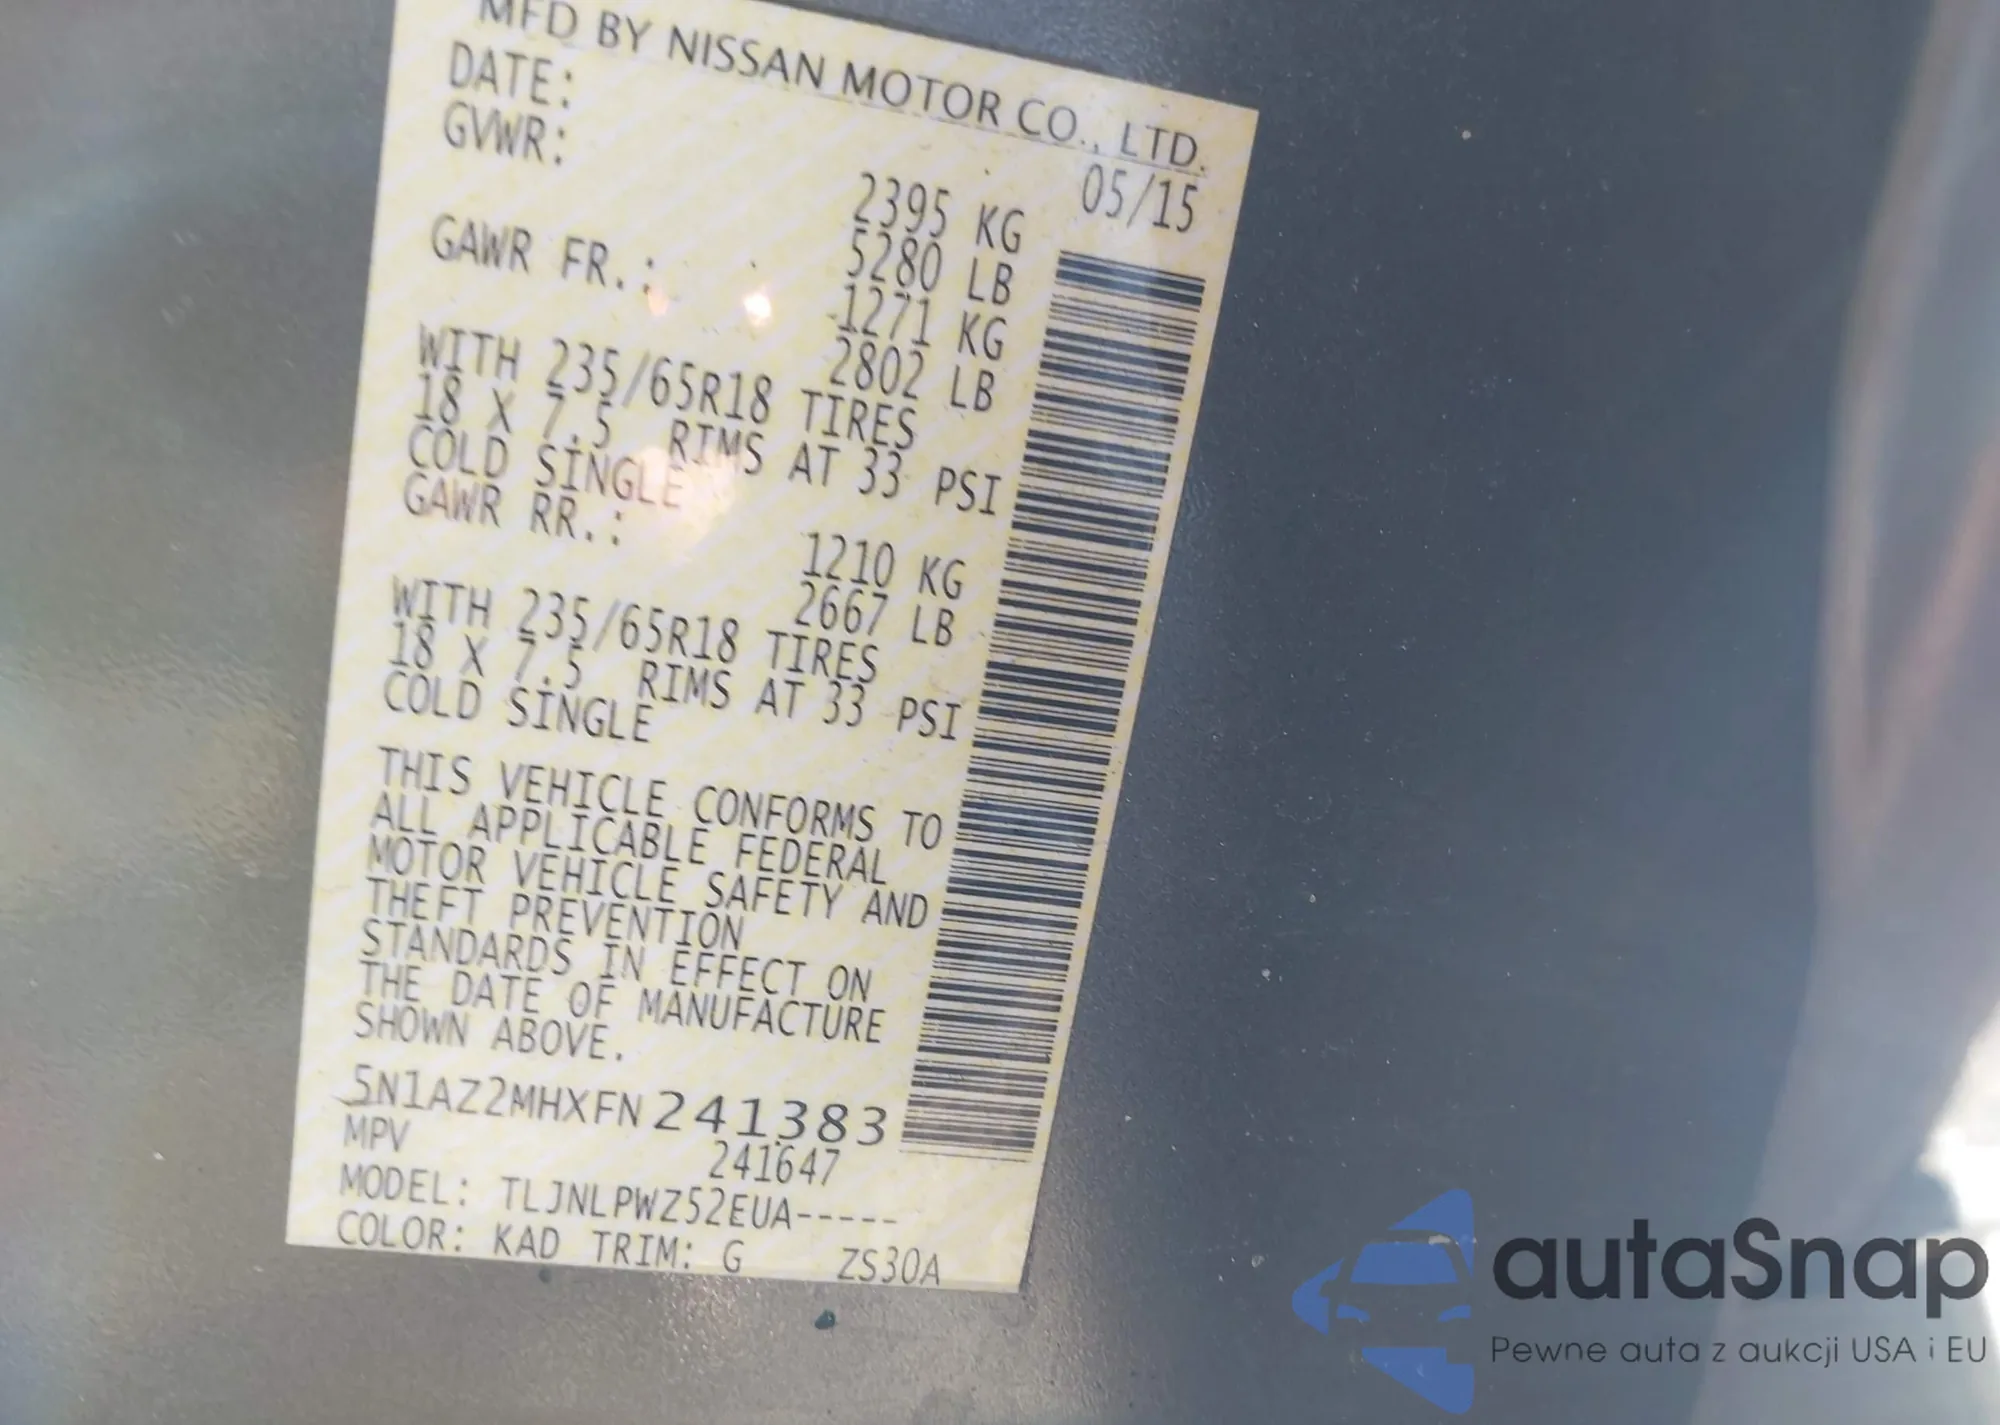 MFD BY NISSAN MOTOR CO., LTD.
DATE: 05/15
GVWR: 2395 KG
5280 LB
GAWR FR.: 1271 KG
2802 LB
WITH 235/65R18 TIRES
18 X 7.5 RIMS AT 33 PSI
COLD SINGLE
GAWR RR.: 1210 KG
2667 LB
WITH 235/65R18 TIRES
18 X 7.5 RIMS AT 33 PSI
COLD SINGLE
THIS VEHICLE CONFORMS TO
ALL APPLICABLE FEDERAL
MOTOR VEHICLE SAFETY AND
THEFT PREVENTION
STANDARDS IN EFFECT ON
THE DATE OF MANUFACTURE
SHOWN ABOVE.
5N1AZ2MHXFN241383
MPV 241647
MODEL: TLJNLPWZ52EUA-----
COLOR: KAD TRIM: G ZS30A
autaSnap
Pewne auta z aukcji USA i EU